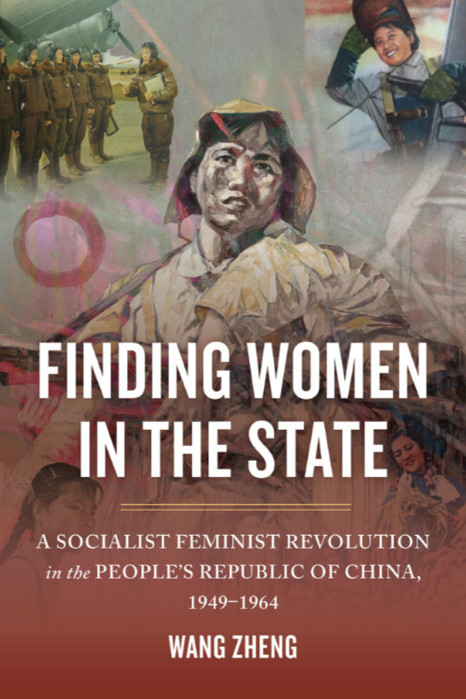 FINDING WOMEN
IN THE STATE
A SOCIALIST FEMINIST REVOLUTION
in the PEOPLE'S REPUBLIC OF CHINA,
1949–1964
WANG ZHENG